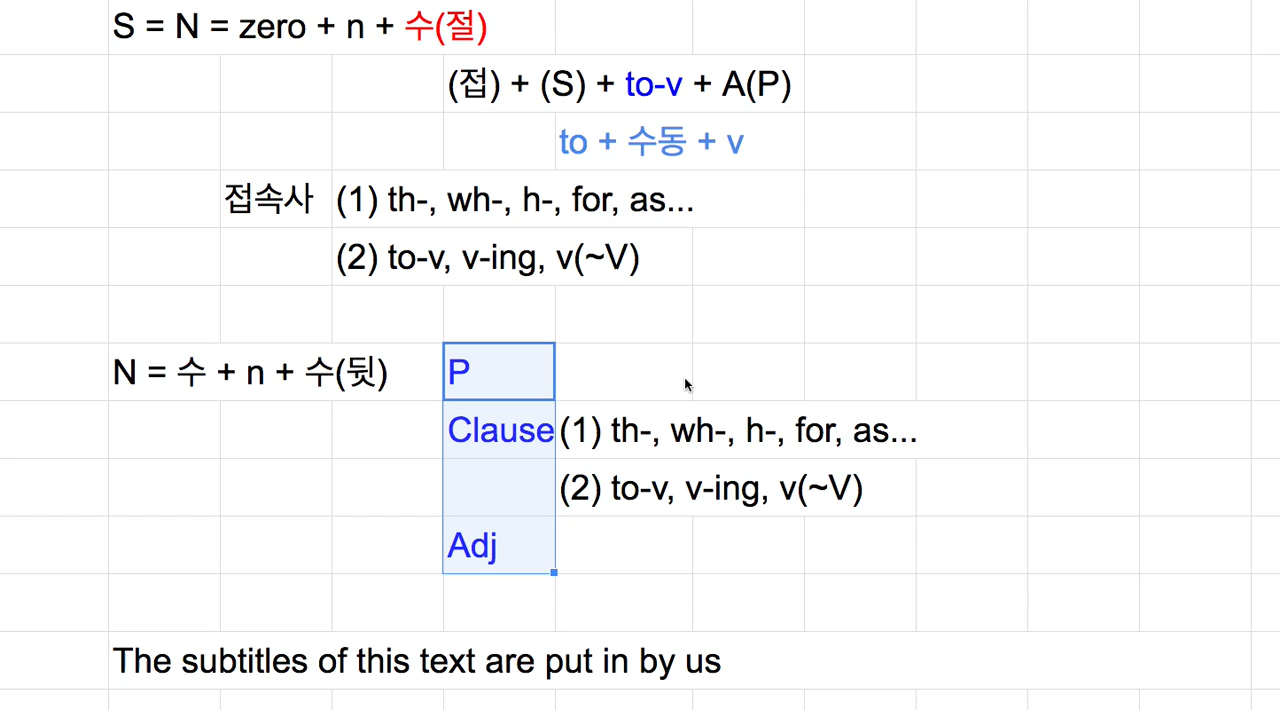 S = N = zero + n + 수(절)
(접) + (S) + to-v + A(P)
to + 수동 + v
접속사 (1) th-, wh-, h-, for, as...
(2) to-v, v-ing, v(~V)
N = 수 + n + 수(뒷) P
Clause (1) th-, wh-, h-, for, as...
(2) to-v, v-ing, v(~V)
Adj
The subtitles of this text are put in by us